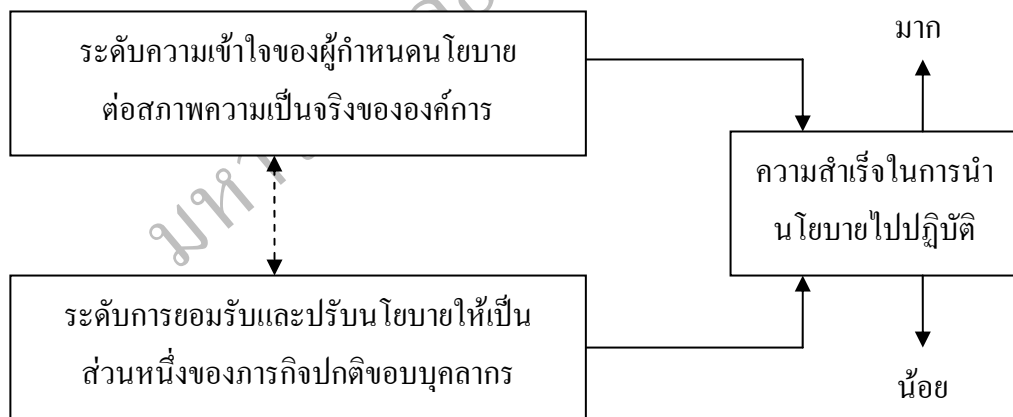 ระดับความเข้าใจของผู้กำหนดนโยบาย
ต่อสภาพความเป็นจริงขององค์การ
มาก
ความสำเร็จในการนำ
นโยบายไปปฏิบัติ
ระดับการยอมรับและปรับนโยบายให้เป็น
ส่วนหนึ่งของภารกิจปกติขอบบุคลากร
น้อย